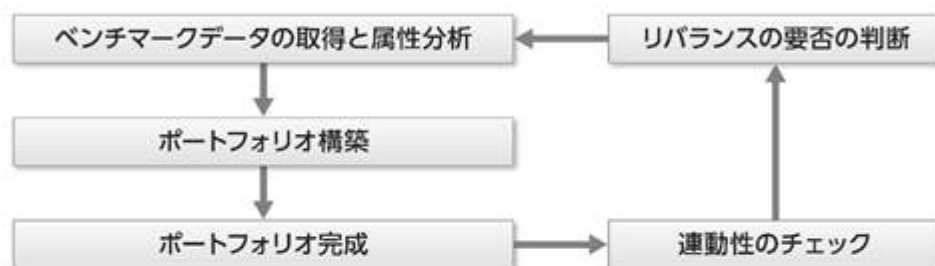 ベンチマークデータの取得と属性分析
リバランスの要否の判断
ポートフォリオ構築
ポートフォリオ完成
連動性のチェック